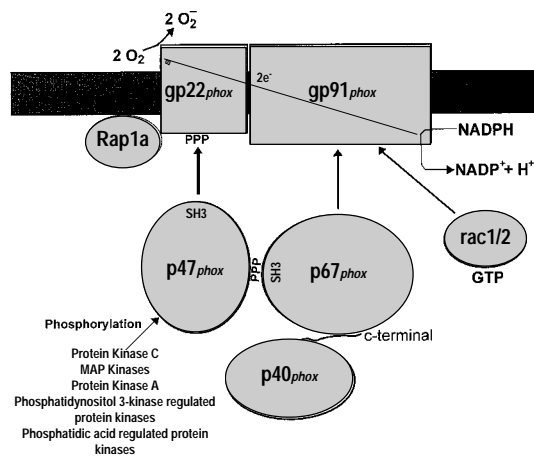 2 O₂⁻
2 O₂
gp22phox
2e⁻
gp91phox
Rap1a
PPP
NADPH
NADP⁺ + H⁺
SH3
p47phox
PPP
SH3
p67phox
rac1/2
GTP
Phosphorylation
c-terminal
p40phox
Protein Kinase C
MAP Kinases
Protein Kinase A
Phosphatidynositol 3-kinase regulated
protein kinases
Phosphatidic acid regulated protein
kinases